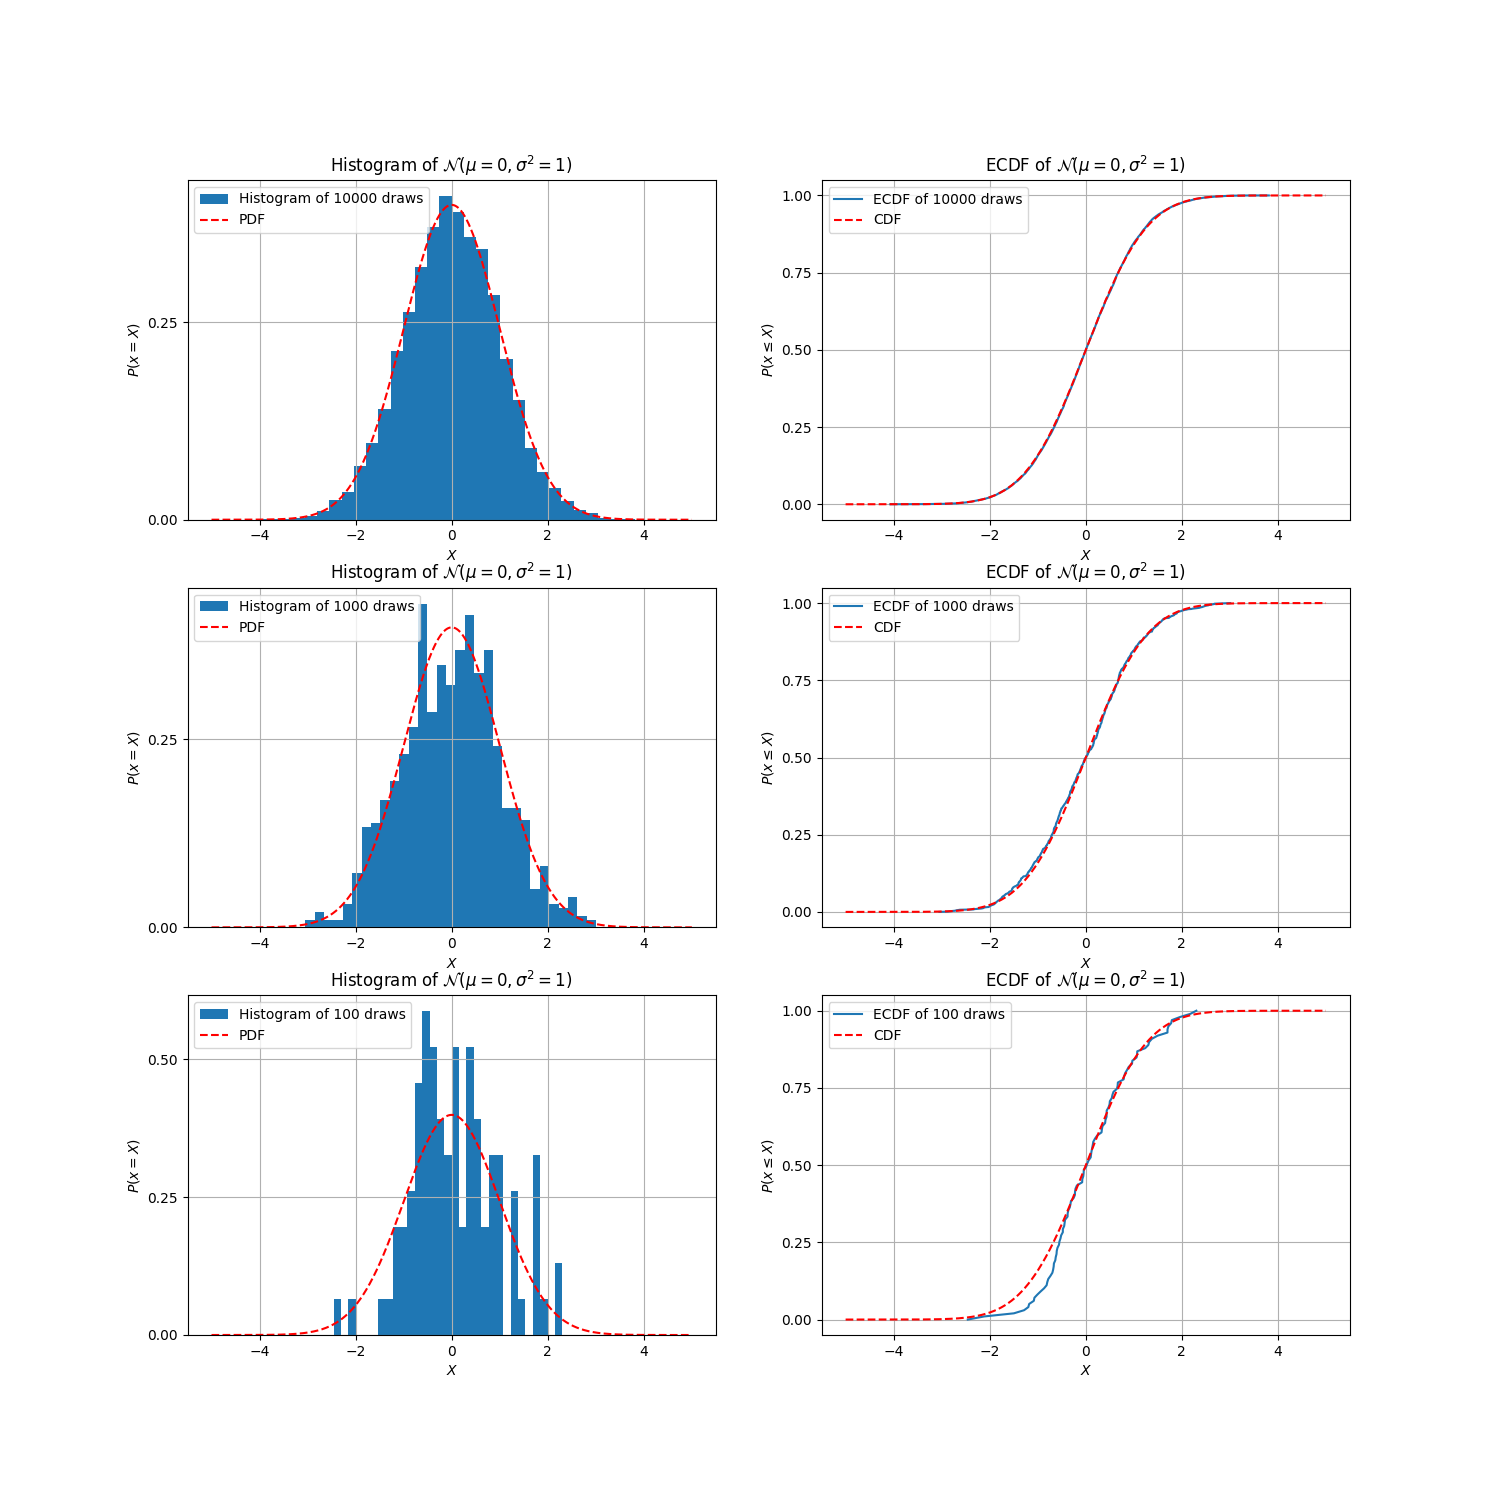 Histogram of 𝒩(μ = 0, σ² = 1)
Histogram of 10000 draws
PDF
0.25
0.00
P(x = X)
−4 −2 0 2 4
X
ECDF of 𝒩(μ = 0, σ² = 1)
ECDF of 10000 draws
CDF
1.00
0.75
0.50
0.25
0.00
P(x ≤ X)
−4 −2 0 2 4
X
Histogram of 𝒩(μ = 0, σ² = 1)
Histogram of 1000 draws
PDF
0.25
0.00
P(x = X)
−4 −2 0 2 4
X
ECDF of 𝒩(μ = 0, σ² = 1)
ECDF of 1000 draws
CDF
1.00
0.75
0.50
0.25
0.00
P(x ≤ X)
−4 −2 0 2 4
X
Histogram of 𝒩(μ = 0, σ² = 1)
Histogram of 100 draws
PDF
0.50
0.25
0.00
P(x = X)
−4 −2 0 2 4
X
ECDF of 𝒩(μ = 0, σ² = 1)
ECDF of 100 draws
CDF
1.00
0.75
0.50
0.25
0.00
P(x ≤ X)
−4 −2 0 2 4
X